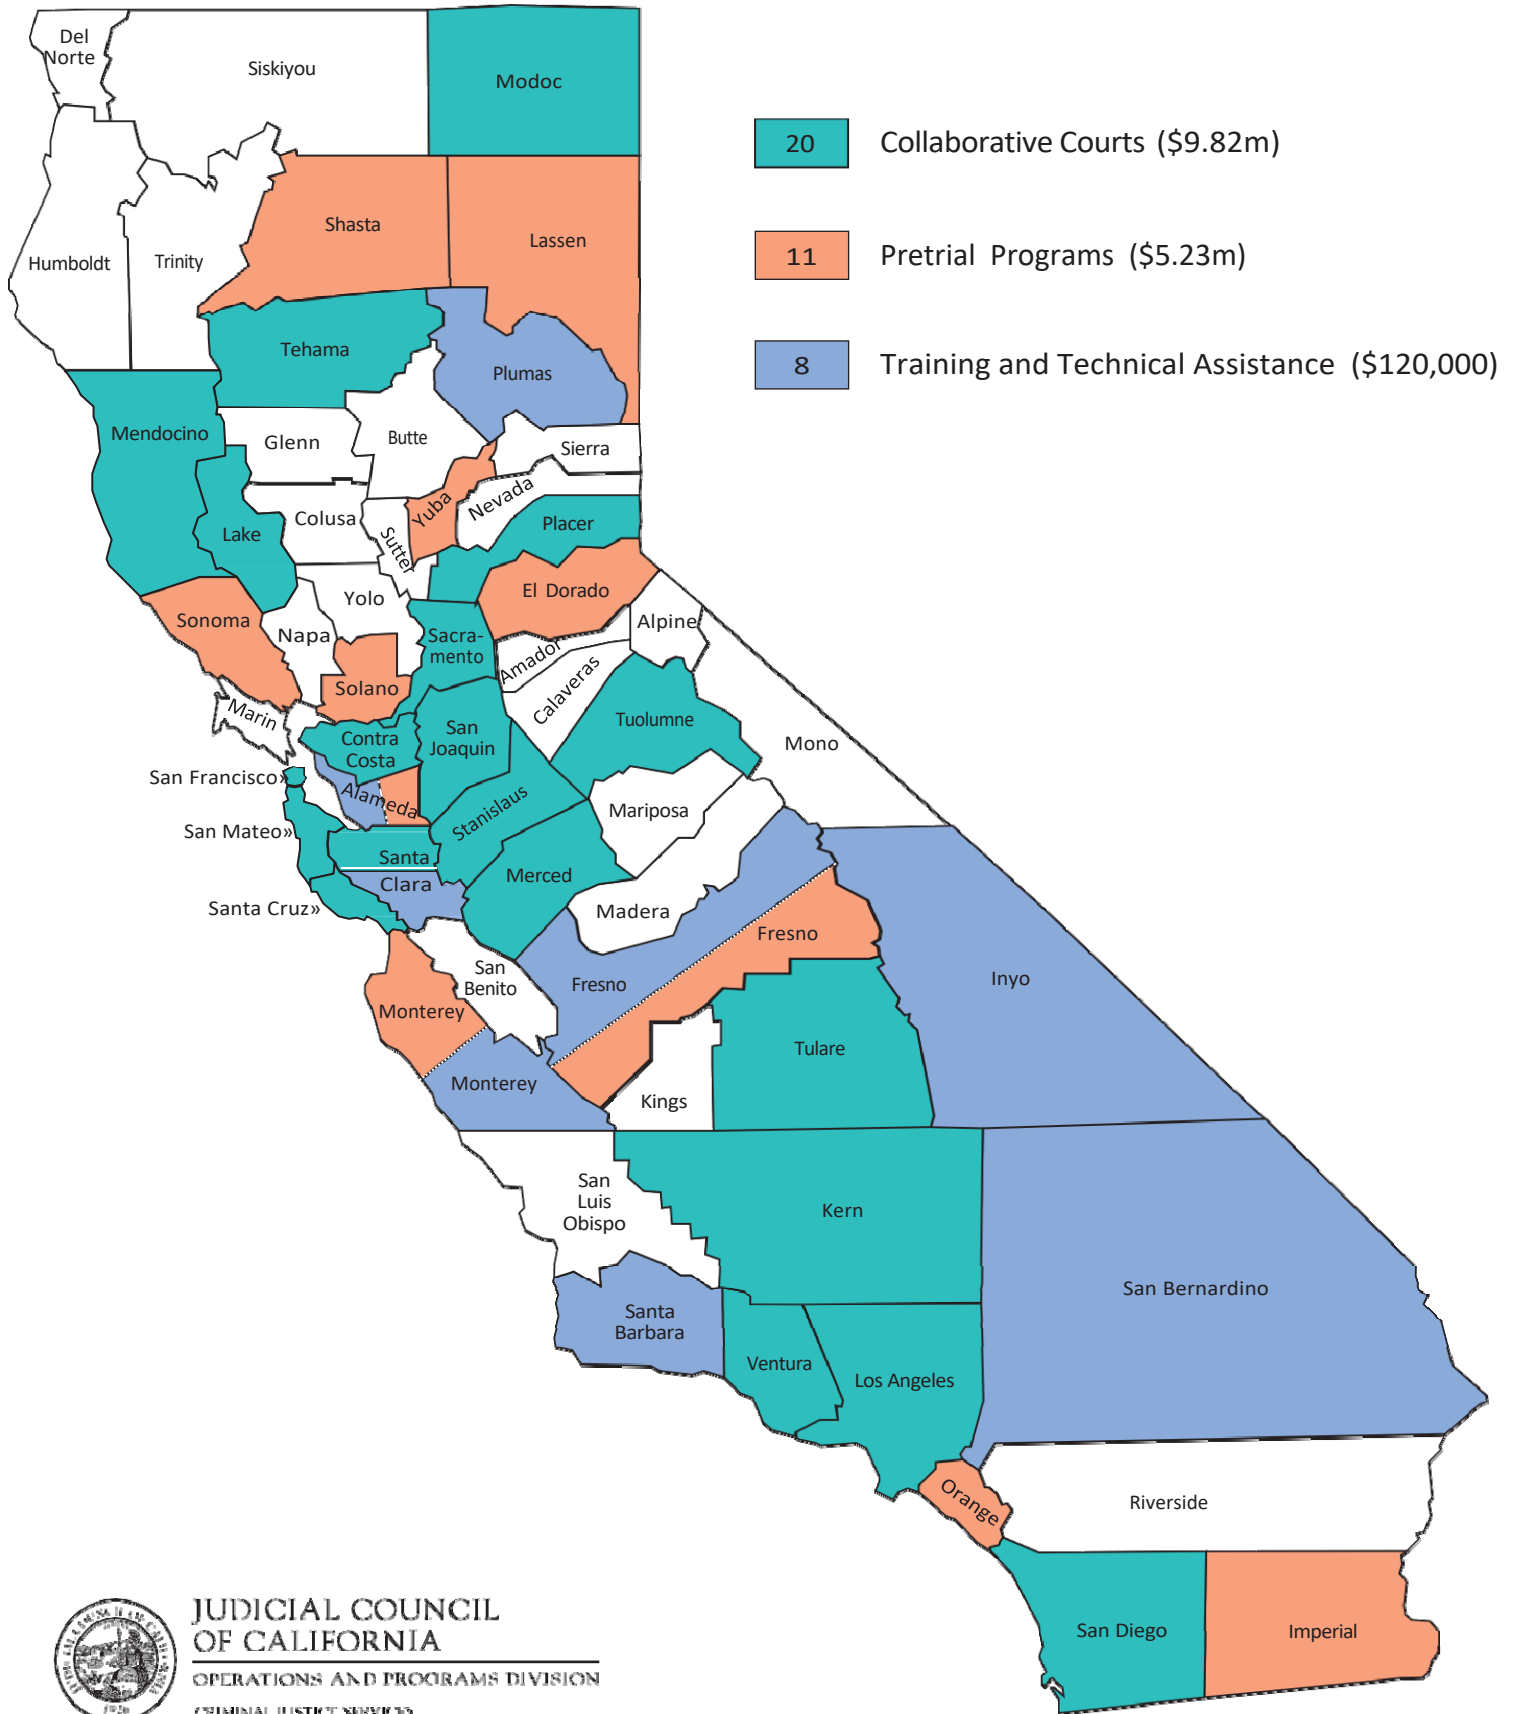 Del
Norte
Siskiyou
Modoc
20 Collaborative Courts ($9.82m)
Shasta
Lassen
11 Pretrial Programs ($5.23m)
Humboldt
Trinity
Tehama
Plumas
8 Training and Technical Assistance ($120,000)
Mendocino
Glenn
Butte
Sierra
Yuba
Nevada
Colusa
Sutter
Placer
Lake
El Dorado
Yolo
Sonoma
Napa
Sacra-
mento
Alpine
Amador
Solano
Calaveras
Marin
Tuolumne
Contra
Costa
San
Joaquin
Mono
San Francisco»
Alameda
Stanislaus
Mariposa
San Mateo»
Santa
Clara
Merced
Santa Cruz»
Madera
Fresno
San
Benito
Fresno
Inyo
Monterey
Tulare
Monterey
Kings
San
Luis
Obispo
Kern
San Bernardino
Santa
Barbara
Ventura
Los Angeles
Orange
Riverside
San Diego
Imperial
JUDICIAL COUNCIL
OF CALIFORNIA
OPERATIONS AND PROGRAMS DIVISION
CRIMINAL JUSTICE SERVICES